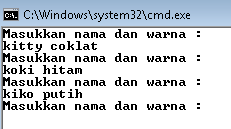 C:\Windows\system32\cmd.exe
Masukkan nama dan warna :
kitty coklat
Masukkan nama dan warna :
koki hitam
Masukkan nama dan warna :
kiko putih
Masukkan nama dan warna :